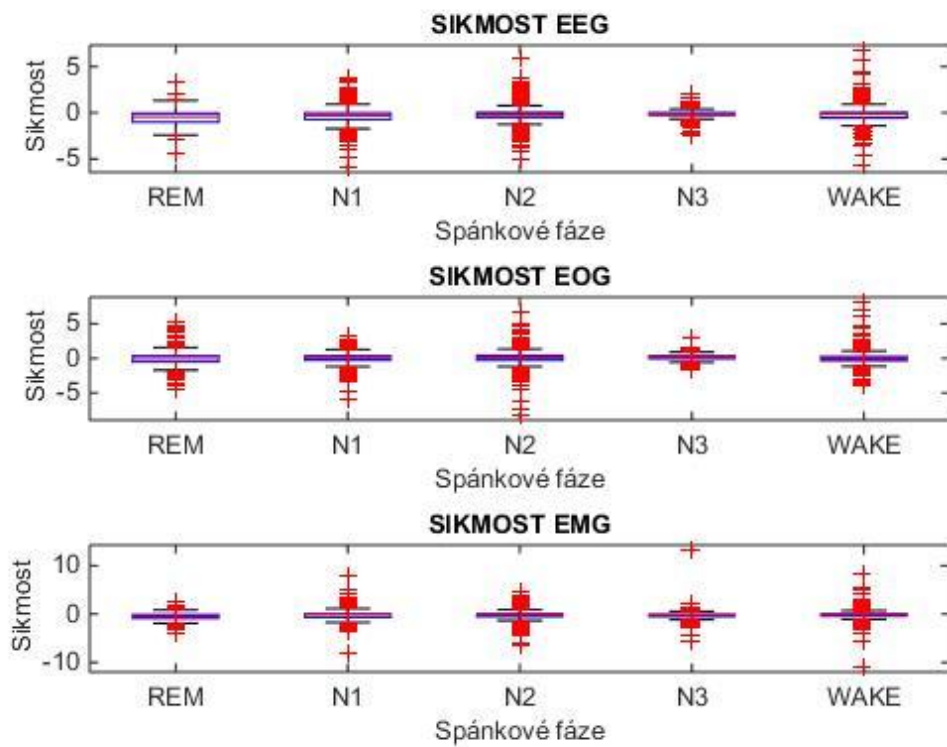 SIKMOST EEG
Sikmost
5
0
-5
REM N1 N2 N3 WAKE
Spánkové fáze
SIKMOST EOG
Sikmost
5
0
-5
REM N1 N2 N3 WAKE
Spánkové fáze
SIKMOST EMG
Sikmost
10
0
-10
REM N1 N2 N3 WAKE
Spánkové fáze